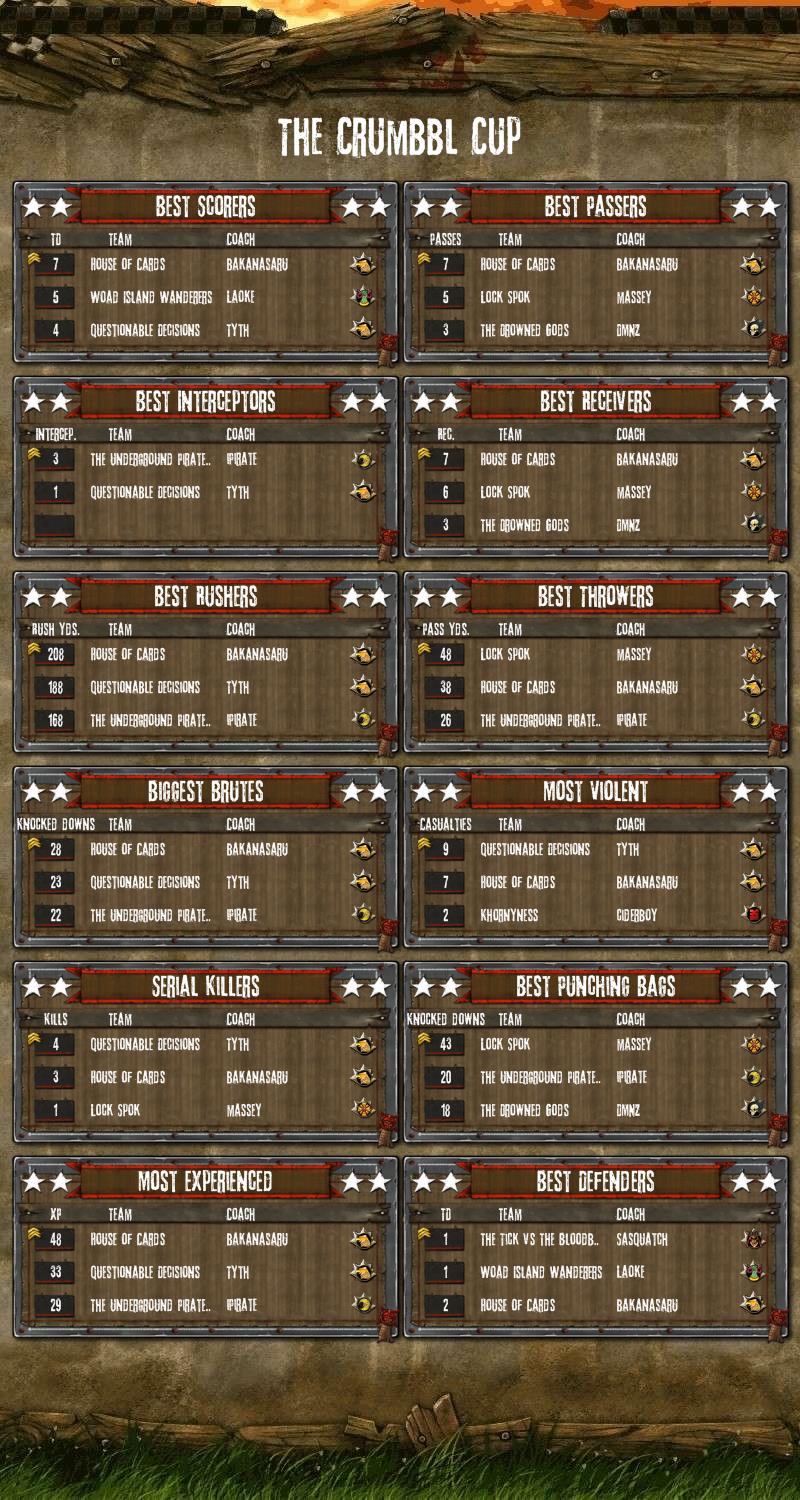 THE CRUMBBL CUP
BEST SCORERS
TD TEAM COACH
7 HOUSE OF CARDS BAKANASARU
5 WOAD ISLAND WANDERERS LAOKE
4 QUESTIONABLE DECISIONS TYTH
BEST PASSERS
PASSES TEAM COACH
7 HOUSE OF CARDS BAKANASARU
5 LOCK SPOK MASSEY
3 THE DROWNED GODS DMNZ
BEST INTERCEPTORS
INTERCEP. TEAM COACH
3 THE UNDERGROUND PIRATE.. IPIRATE
1 QUESTIONABLE DECISIONS TYTH
BEST RECEIVERS
REC. TEAM COACH
7 HOUSE OF CARDS BAKANASARU
6 LOCK SPOK MASSEY
3 THE DROWNED GODS DMNZ
BEST RUSHERS
RUSH YDS. TEAM COACH
208 HOUSE OF CARDS BAKANASARU
188 QUESTIONABLE DECISIONS TYTH
168 THE UNDERGROUND PIRATE.. IPIRATE
BEST THROWERS
PASS YDS. TEAM COACH
48 LOCK SPOK MASSEY
38 HOUSE OF CARDS BAKANASARU
26 THE UNDERGROUND PIRATE.. IPIRATE
BIGGEST BRUTES
KNOCKED DOWNS TEAM COACH
28 HOUSE OF CARDS BAKANASARU
23 QUESTIONABLE DECISIONS TYTH
22 THE UNDERGROUND PIRATE.. IPIRATE
MOST VIOLENT
CASUALTIES TEAM COACH
9 QUESTIONABLE DECISIONS TYTH
7 HOUSE OF CARDS BAKANASARU
2 KHORNYNESS CIDERBOY
SERIAL KILLERS
KILLS TEAM COACH
4 QUESTIONABLE DECISIONS TYTH
3 HOUSE OF CARDS BAKANASARU
1 LOCK SPOK MASSEY
BEST PUNCHING BAGS
KNOCKED DOWNS TEAM COACH
43 LOCK SPOK MASSEY
20 THE UNDERGROUND PIRATE.. IPIRATE
18 THE DROWNED GODS DMNZ
MOST EXPERIENCED
XP TEAM COACH
48 HOUSE OF CARDS BAKANASARU
33 QUESTIONABLE DECISIONS TYTH
29 THE UNDERGROUND PIRATE.. IPIRATE
BEST DEFENDERS
TD TEAM COACH
1 THE TICK VS THE BLOODB.. SASQUATCH
1 WOAD ISLAND WANDERERS LAOKE
2 HOUSE OF CARDS BAKANASARU